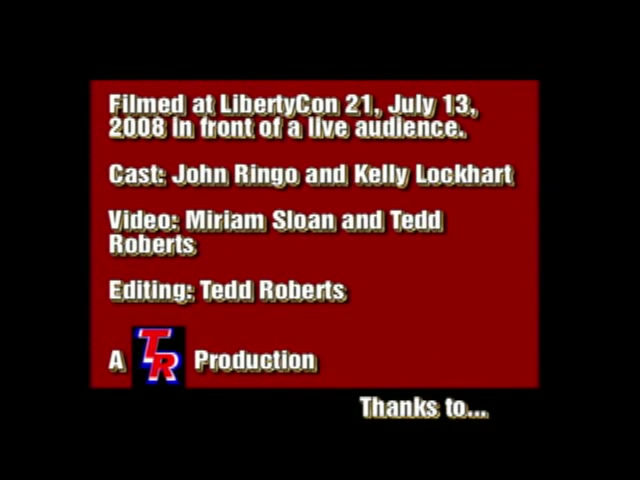 Filmed at LibertyCon 21, July 13,
2008 in front of a live audience.
Cast: John Ringo and Kelly Lockhart
Video: Miriam Sloan and Tedd
Roberts
Editing: Tedd Roberts
A TR Production
Thanks to...